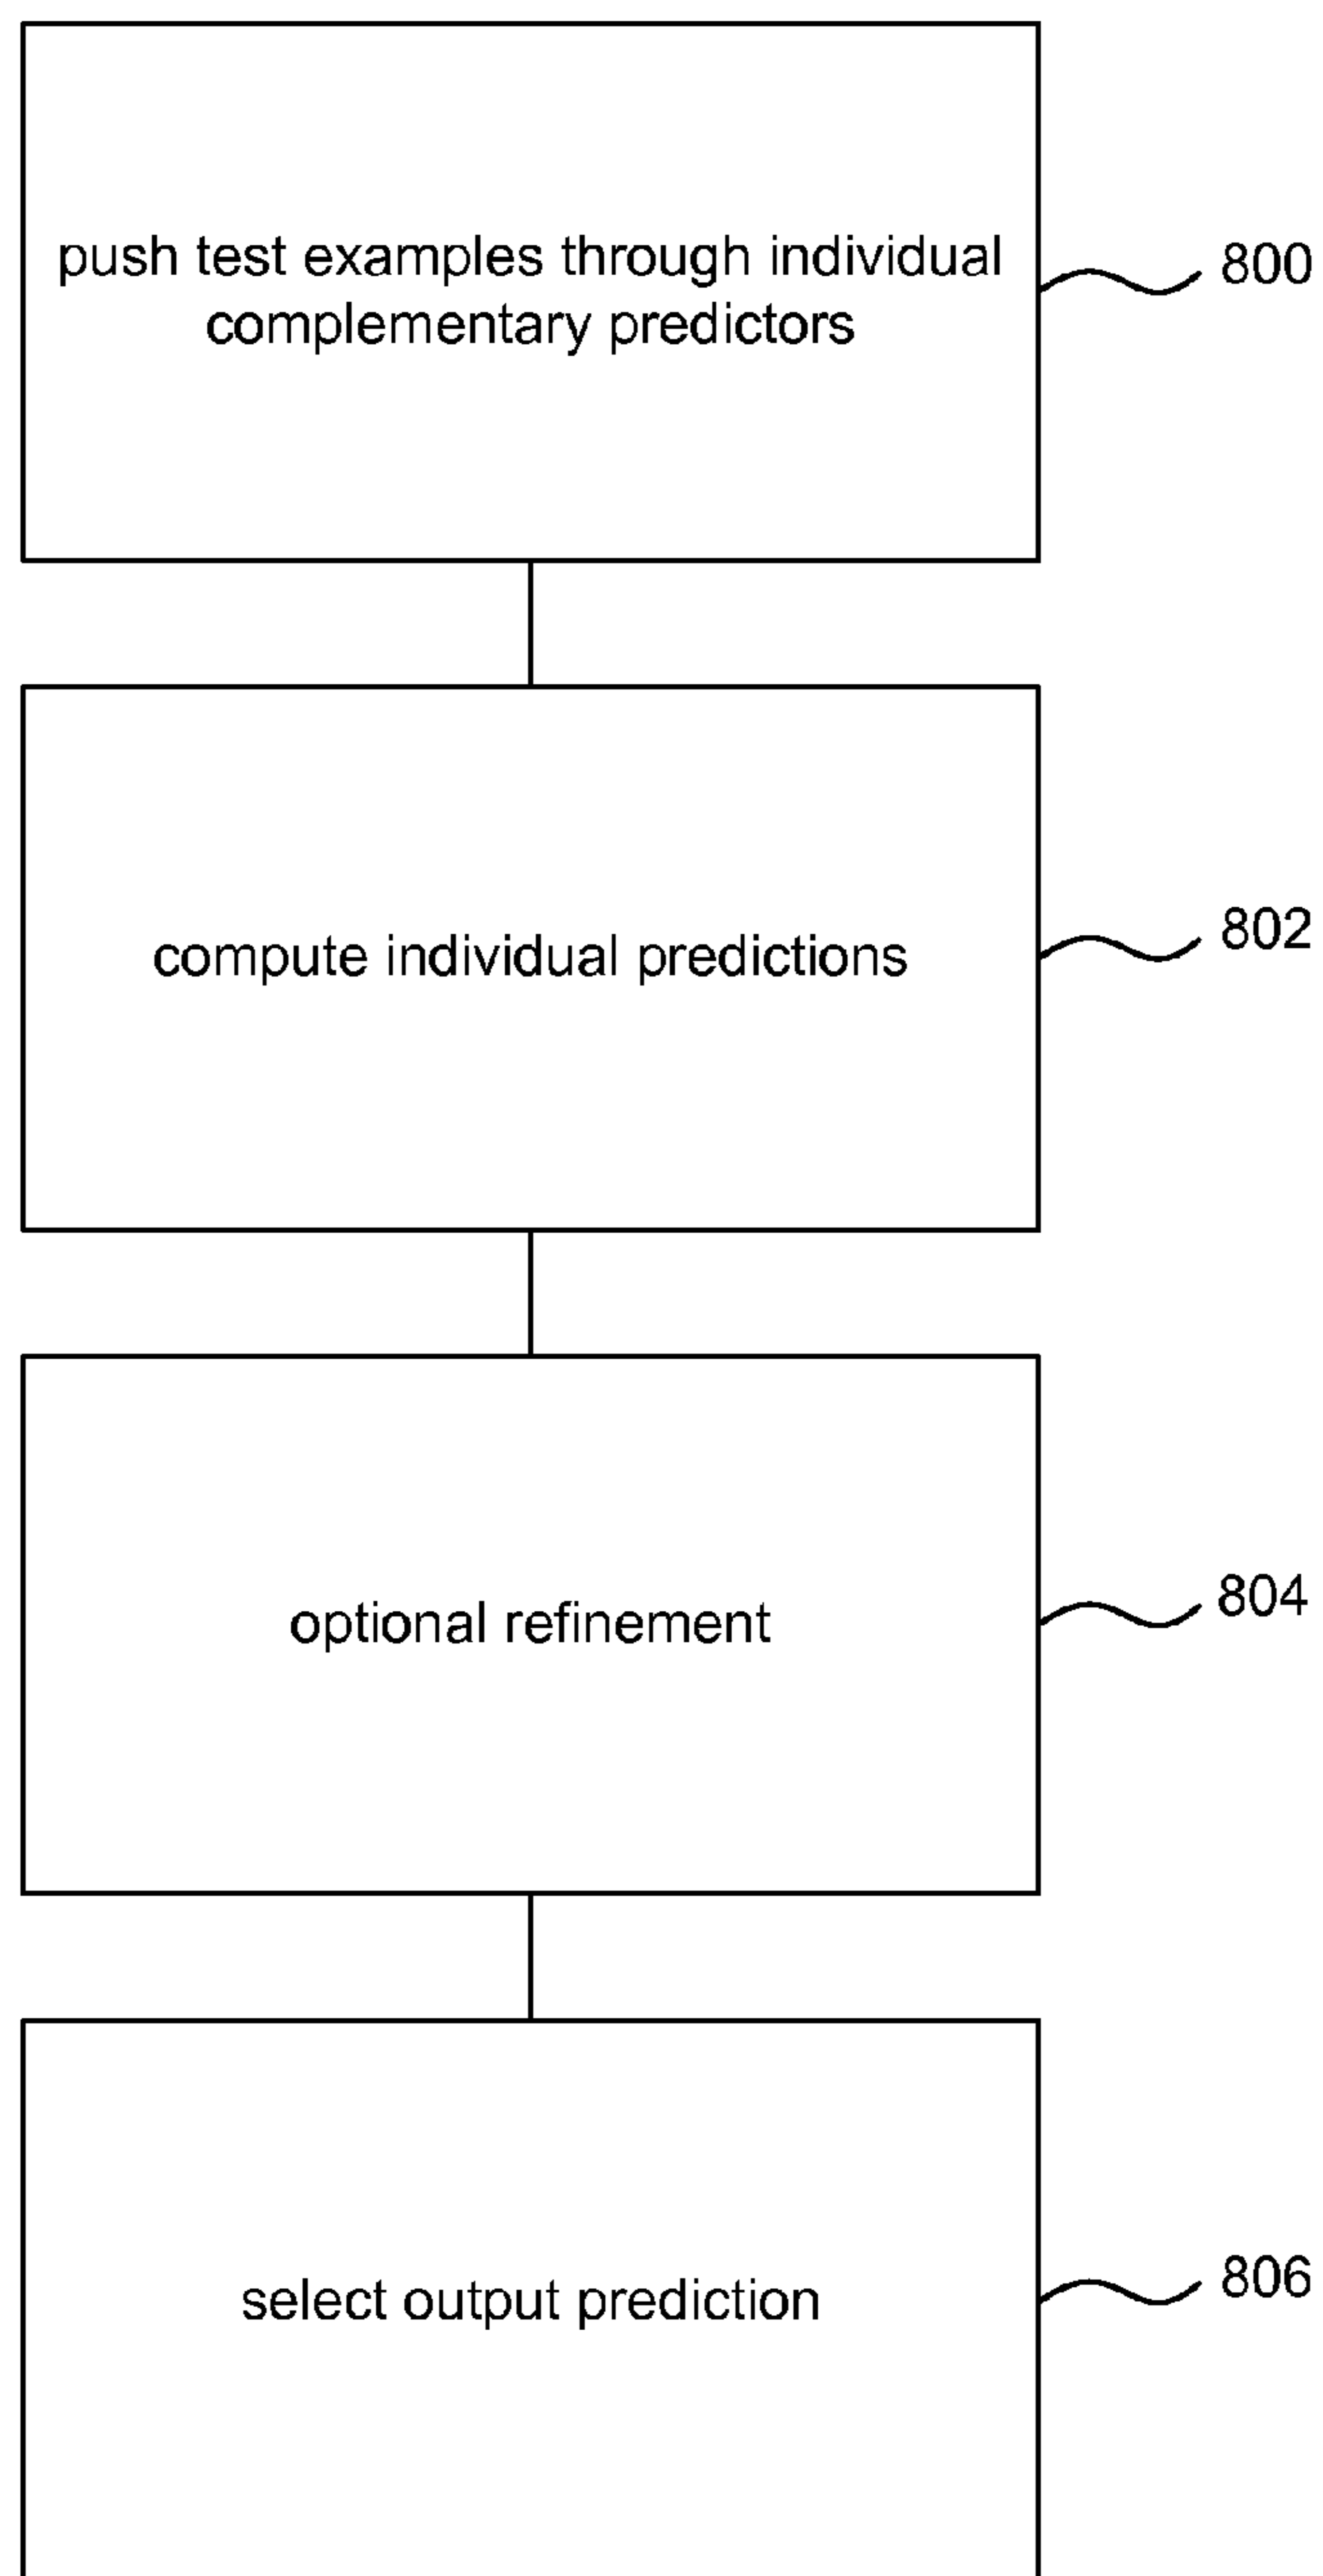 push test examples through individual
complementary predictors
800
compute individual predictions
802
optional refinement
804
select output prediction
806